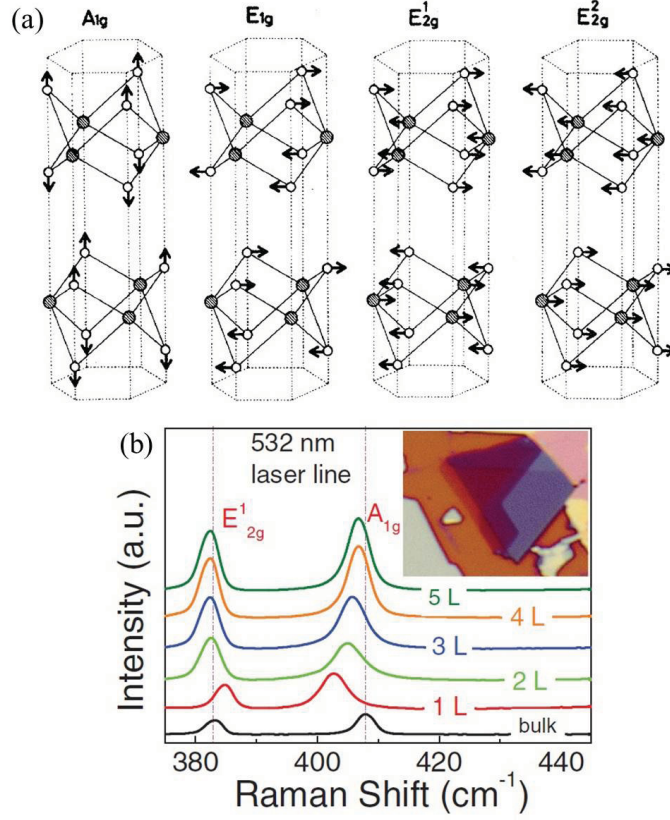 (a) A1g E1g E¹2g E²2g
(b)
532 nm
laser line
E¹2g
A1g
5 L
4 L
3 L
2 L
1 L
bulk
Intensity (a.u.)
380 400 420 440
Raman Shift (cm⁻¹)